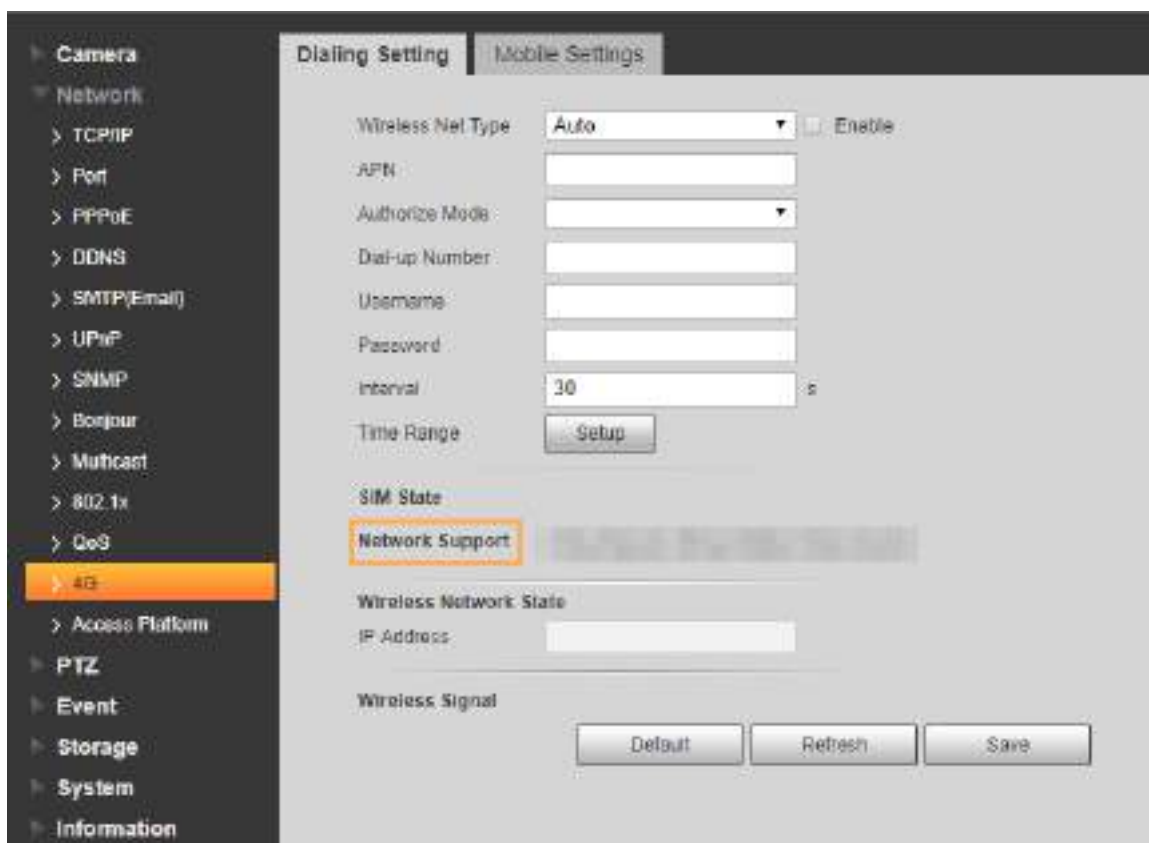 Camera
Network
TCP/IP
Port
PPPoE
DDNS
SMTP(Email)
UPnP
SNMP
Bonjour
Multicast
802.1x
QoS
4G
Access Platform
PTZ
Event
Storage
System
Information
Dialing Setting Mobile Settings
Wireless Net Type Auto Enable
APN
Authorize Mode
Dial-up Number
Username
Password
Interval 30 s
Time Range Setup
SIM State
Network Support
Wireless Network State
IP Address
Wireless Signal
Default Refresh Save